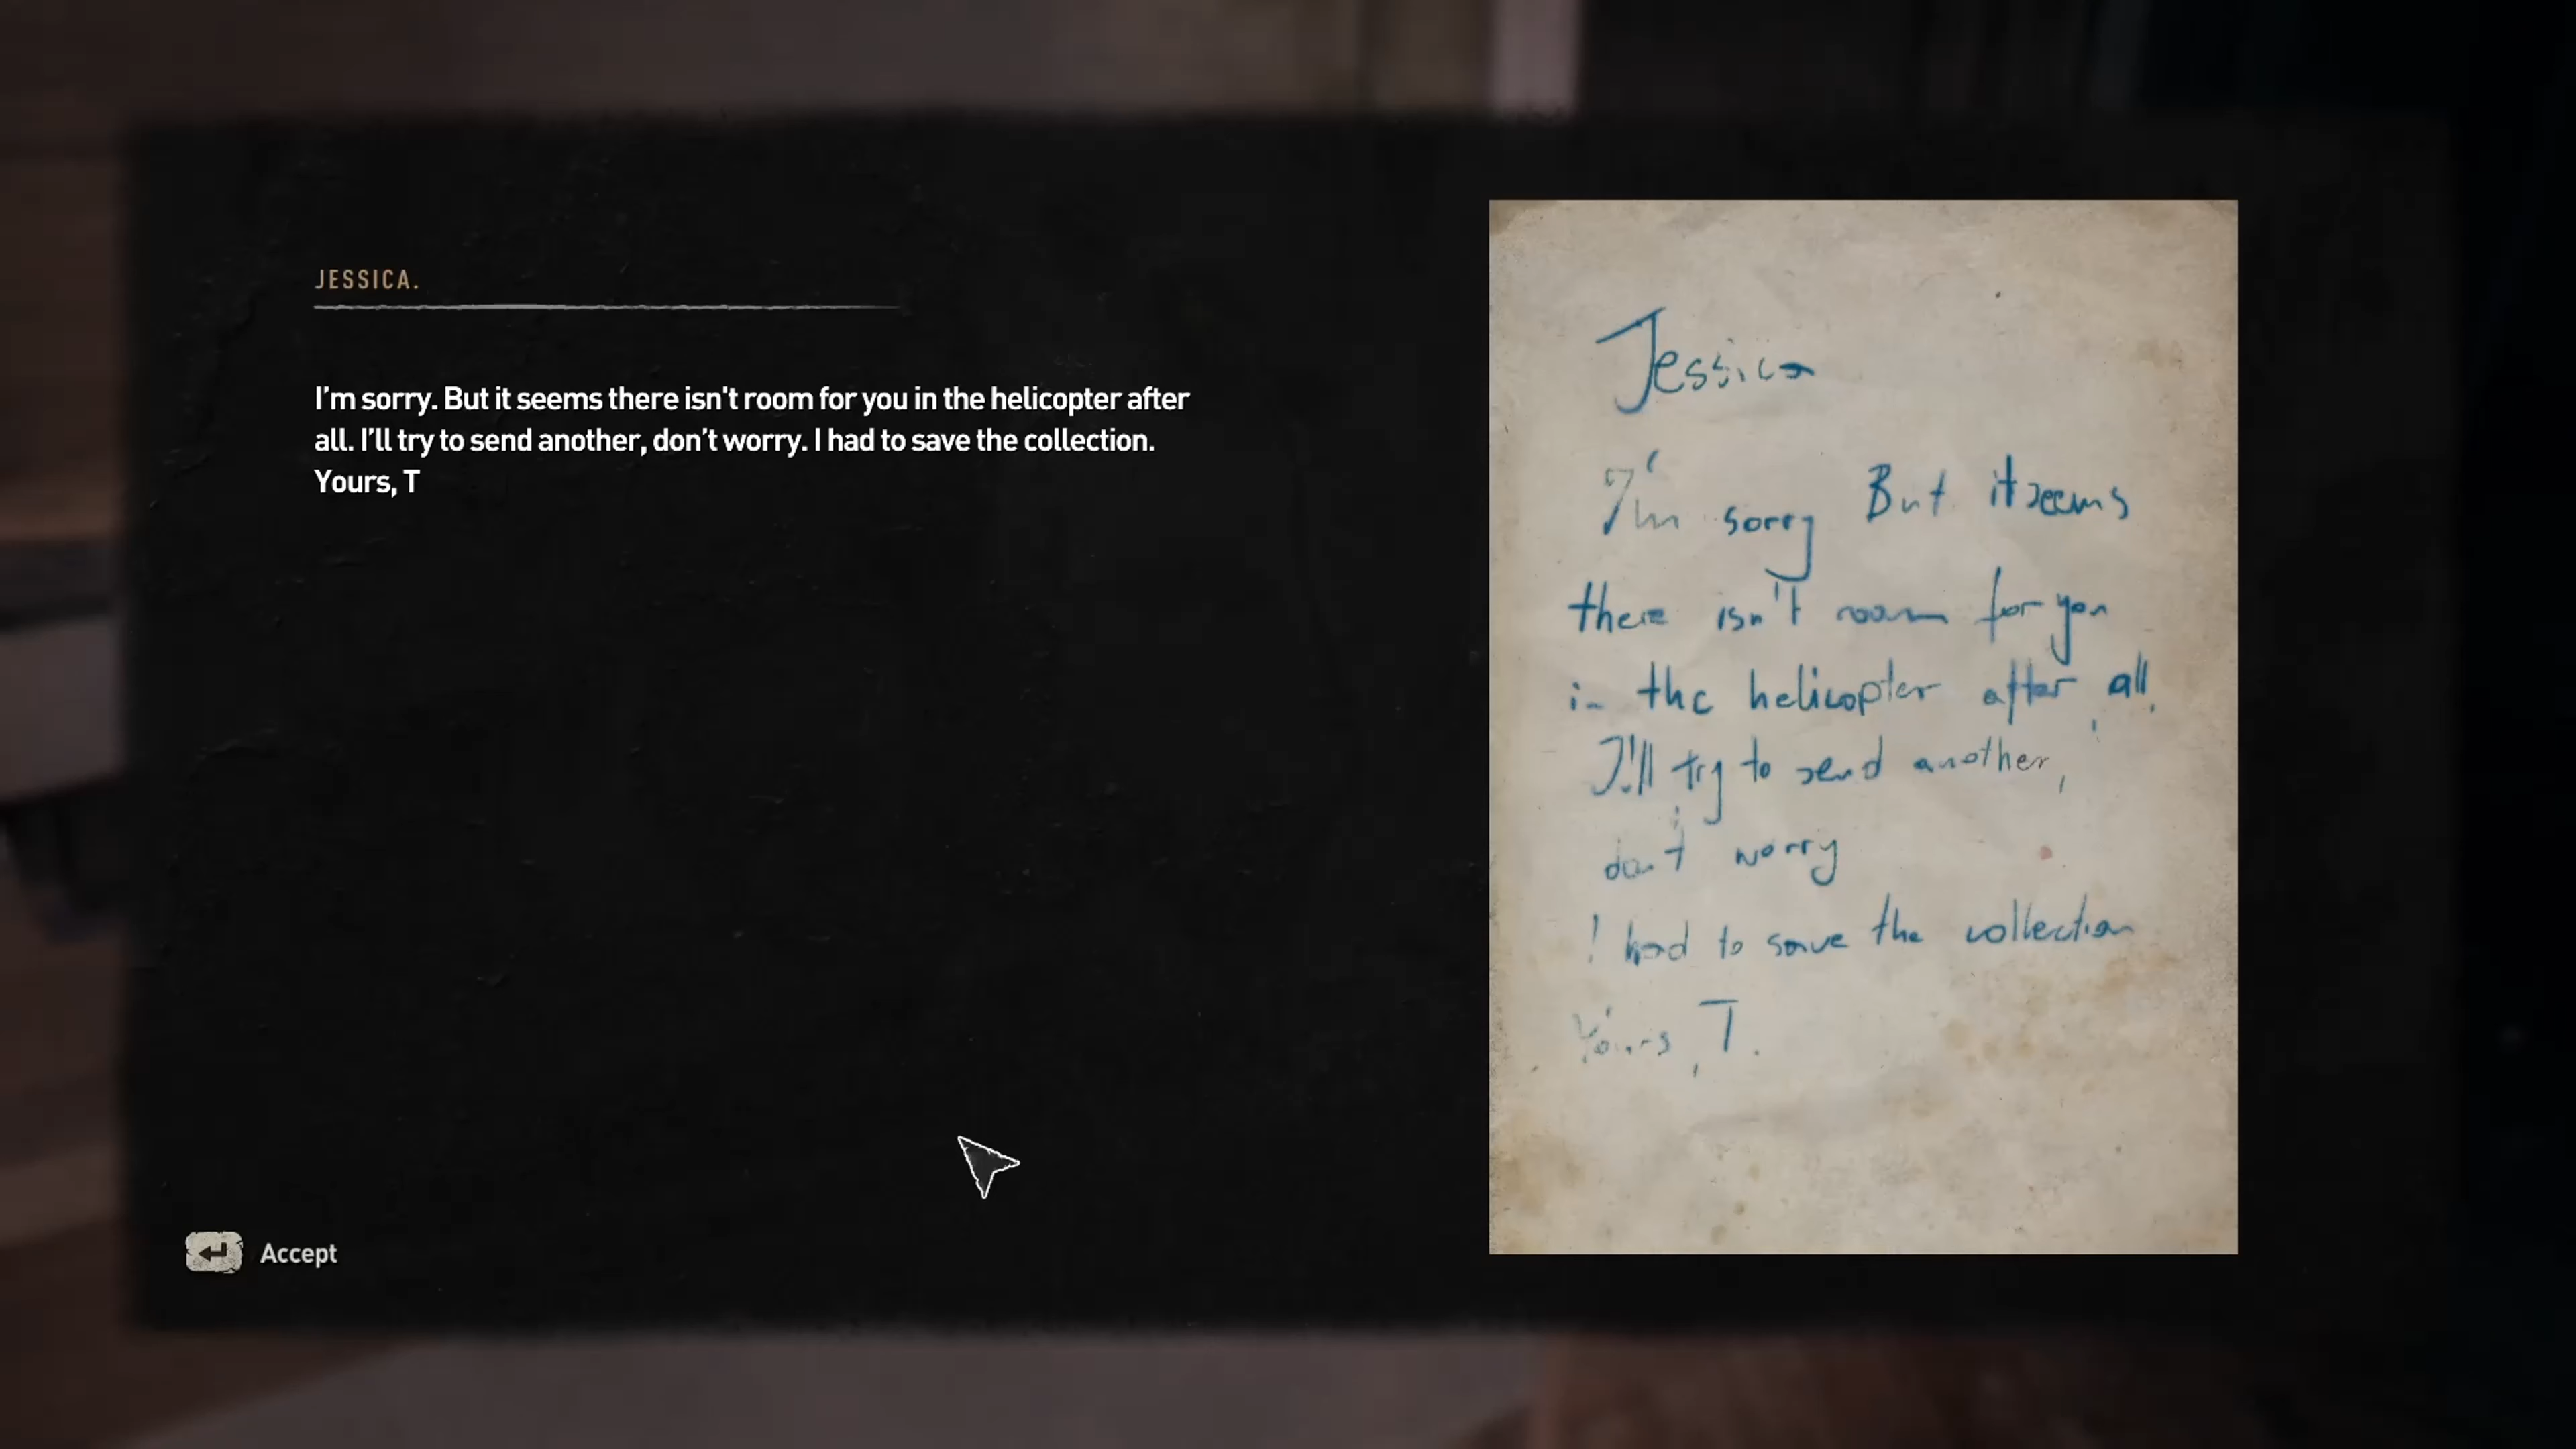 JESSICA.
I'm sorry. But it seems there isn't room for you in the helicopter after
all. I'll try to send another, don't worry. I had to save the collection.
Yours, T
Accept
Jessica
I'm sorry But it seems
there isn't room for you
in the helicopter after all.
I'll try to send another,
don't worry
I had to save the collection
Yours, T.